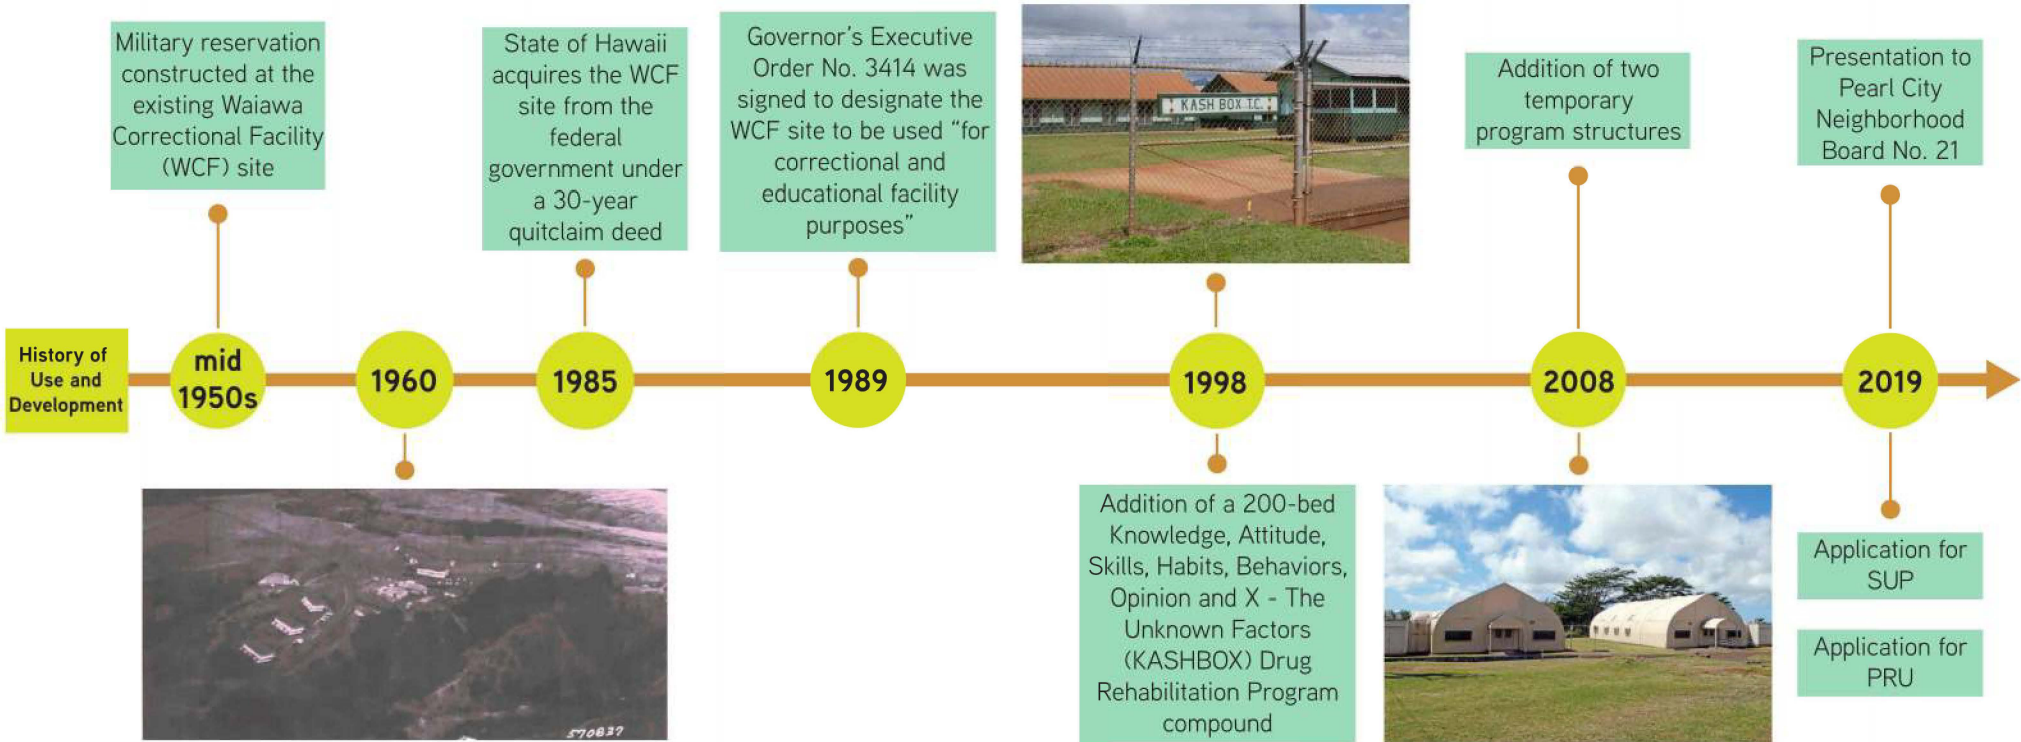 Military reservation
constructed at the
existing Waiawa
Correctional Facility
(WCF) site
State of Hawaii
acquires the WCF
site from the
federal
government under
a 30-year
quitclaim deed
Governor's Executive
Order No. 3414 was
signed to designate the
WCF site to be used “for
correctional and
educational facility
purposes”
KASH BOX T.C.
Addition of two
temporary
program structures
Presentation to
Pearl City
Neighborhood
Board No. 21
History of
Use and
Development
mid
1950s
1960
1985
1989
1998
2008
2019
570837
Addition of a 200-bed
Knowledge, Attitude,
Skills, Habits, Behaviors,
Opinion and X - The
Unknown Factors
(KASHBOX) Drug
Rehabilitation Program
compound
Application for
SUP
Application for
PRU